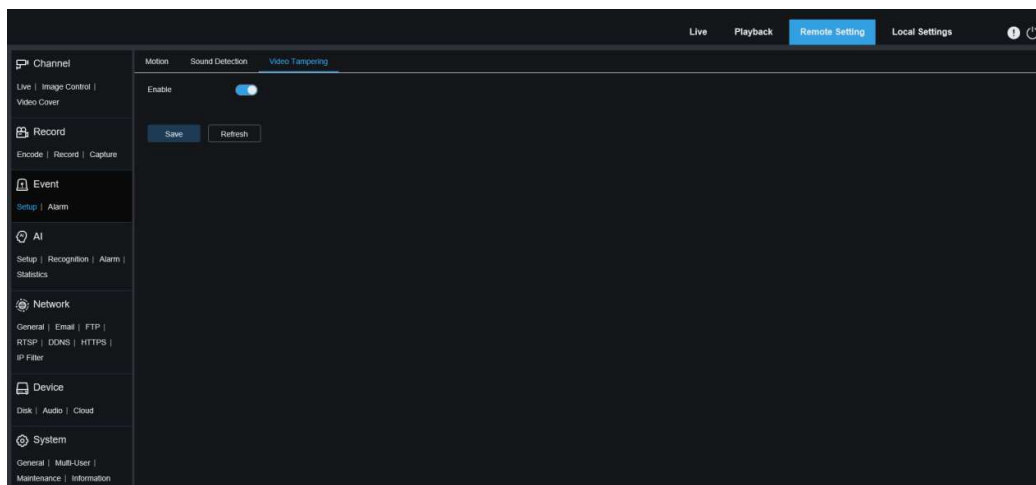 Live Playback Remote Setting Local Settings
Channel
Live | Image Control |
Video Cover
Record
Encode | Record | Capture
Event
Setup | Alarm
AI
Setup | Recognition | Alarm |
Statistics
Network
General | Email | FTP |
RTSP | DDNS | HTTPS |
IP Filter
Device
Disk | Audio | Cloud
System
General | Multi-User |
Maintenance | Information
Motion Sound Detection Video Tampering
Enable
Save Refresh